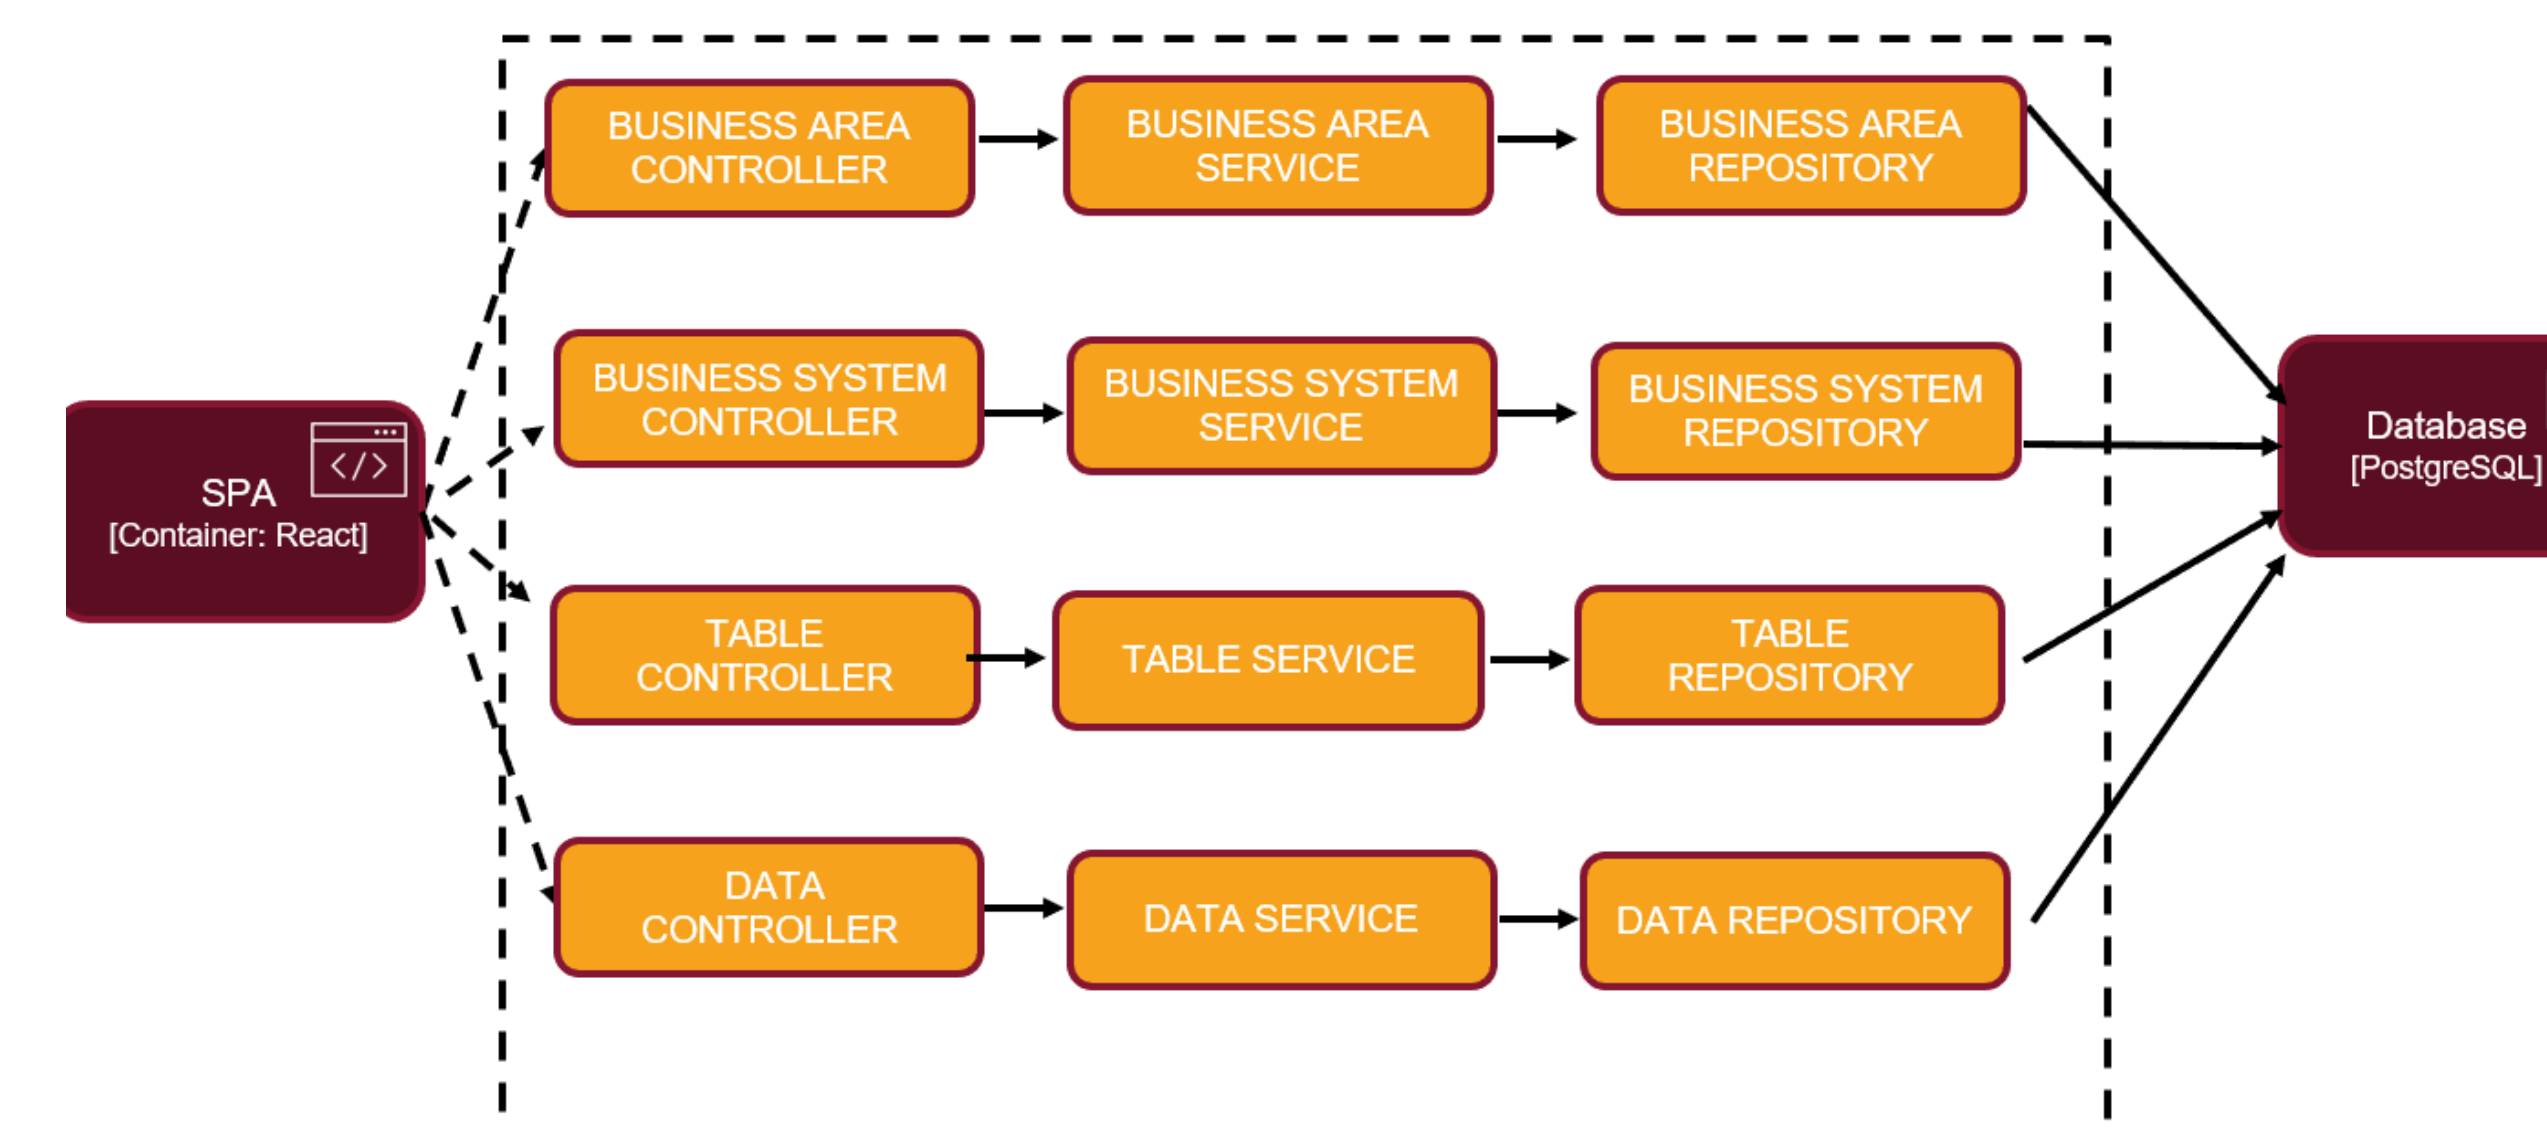 BUSINESS AREA
CONTROLLER
BUSINESS AREA
SERVICE
BUSINESS AREA
REPOSITORY
BUSINESS SYSTEM
CONTROLLER
BUSINESS SYSTEM
SERVICE
BUSINESS SYSTEM
REPOSITORY
Database
[PostgreSQL]
</>
SPA
[Container: React]
TABLE
CONTROLLER
TABLE SERVICE
TABLE
REPOSITORY
DATA
CONTROLLER
DATA SERVICE
DATA REPOSITORY